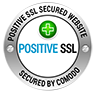 POSITIVE SSL SECURED WEBSITE
POSITIVE SSL
SECURED BY COMODO